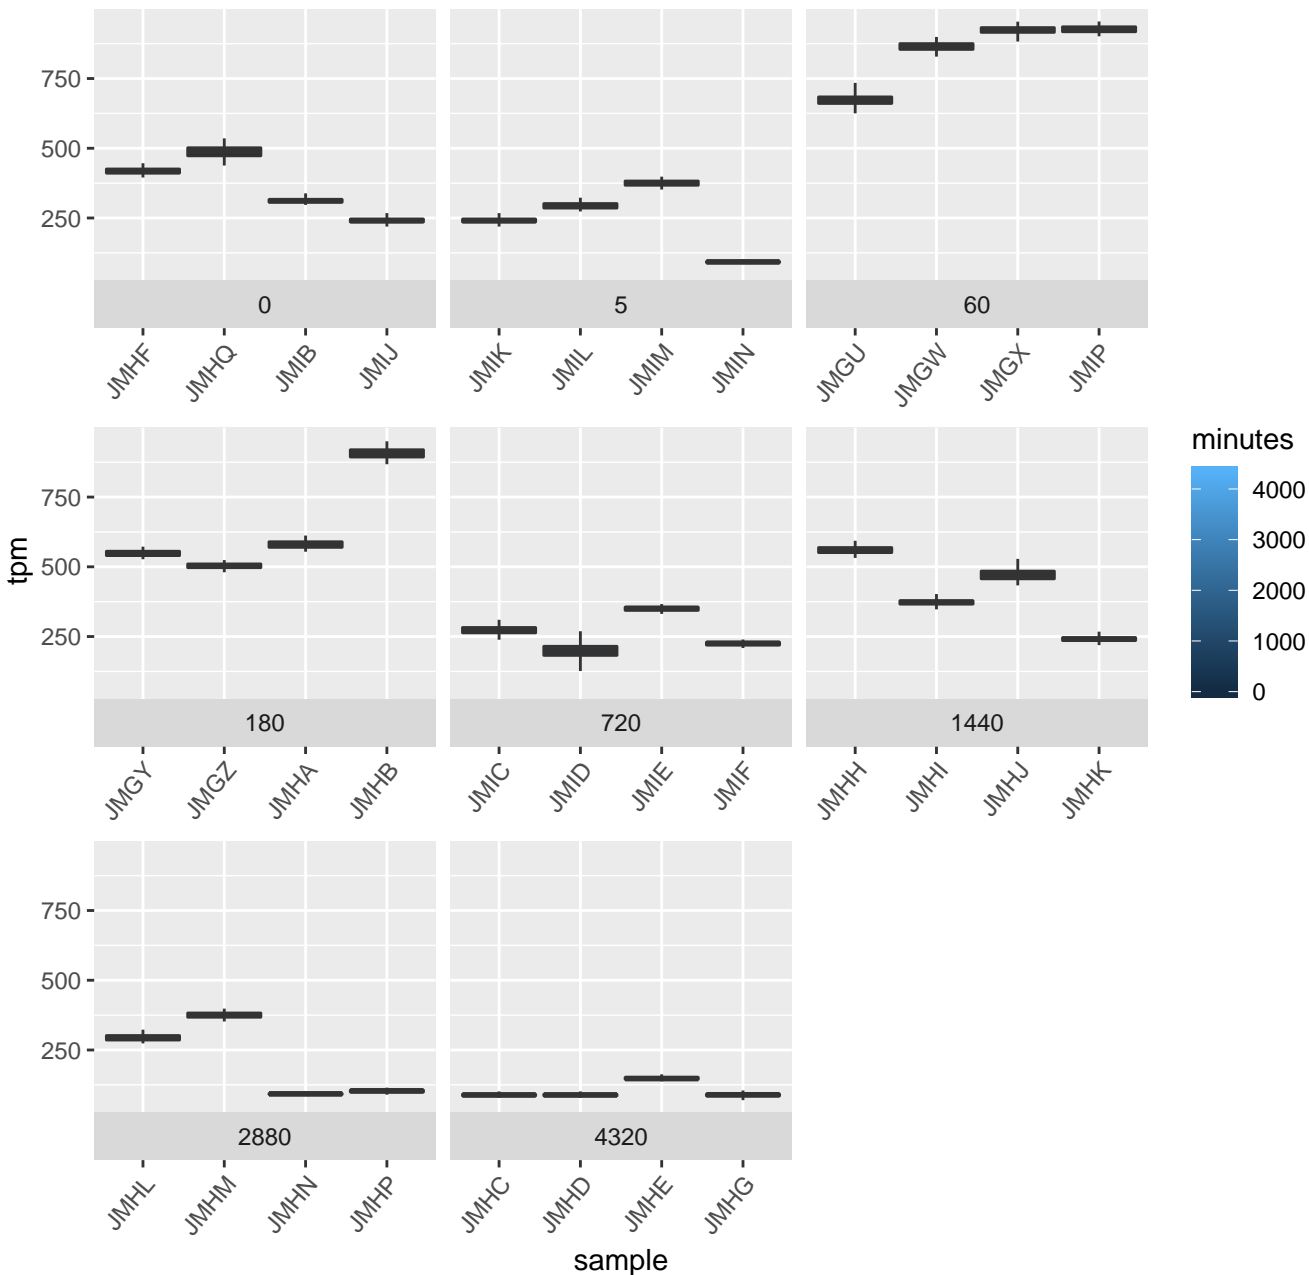 750
500
250
0
5
60
JMHF
JMHQ
JMIB
JMIJ
JMIK
JMIL
JMIM
JMIN
JMGU
JMGW
JMGX
JMIP
tpm
750
500
250
180
720
1440
JMGY
JMGZ
JMHA
JMHB
JMIC
JMID
JMIE
JMIF
JMHH
JMHI
JMHJ
JMHK
750
500
250
2880
4320
JMHL
JMHM
JMHN
JMHP
JMHC
JMHD
JMHE
JMHG
sample
minutes
4000
3000
2000
1000
0